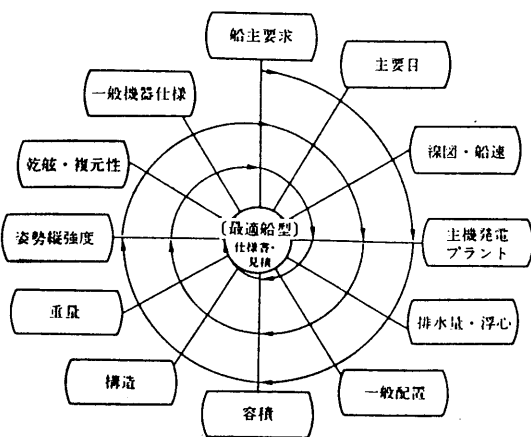 船主要求
主要目
線図・船速
主機発電
プラント
排水量・浮心
一般配置
容積
構造
重量
姿勢縦強度
乾舷・複元性
一般機器仕様
〔最適船型〕
仕様書・
見積